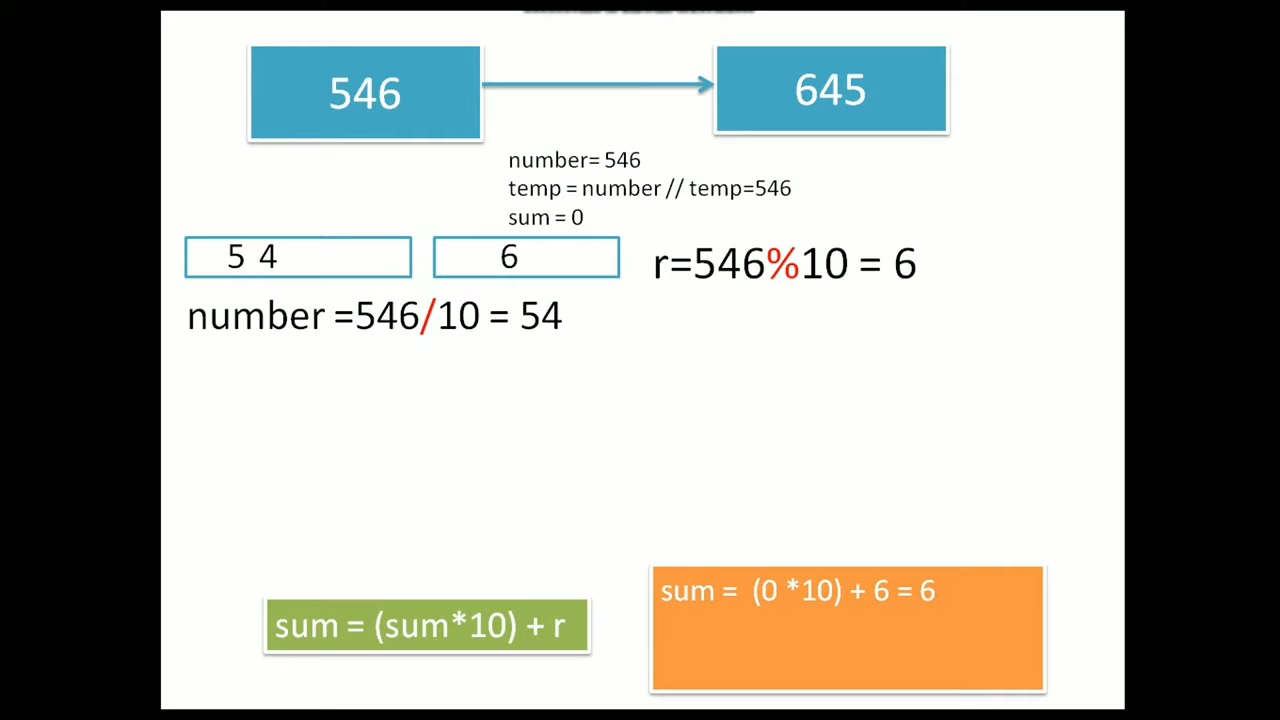 546
645
number= 546
temp = number // temp=546
sum = 0
5 4
6
r=546%10 = 6
number =546/10 = 54
sum = (0 *10) + 6 = 6
sum = (sum*10) + r